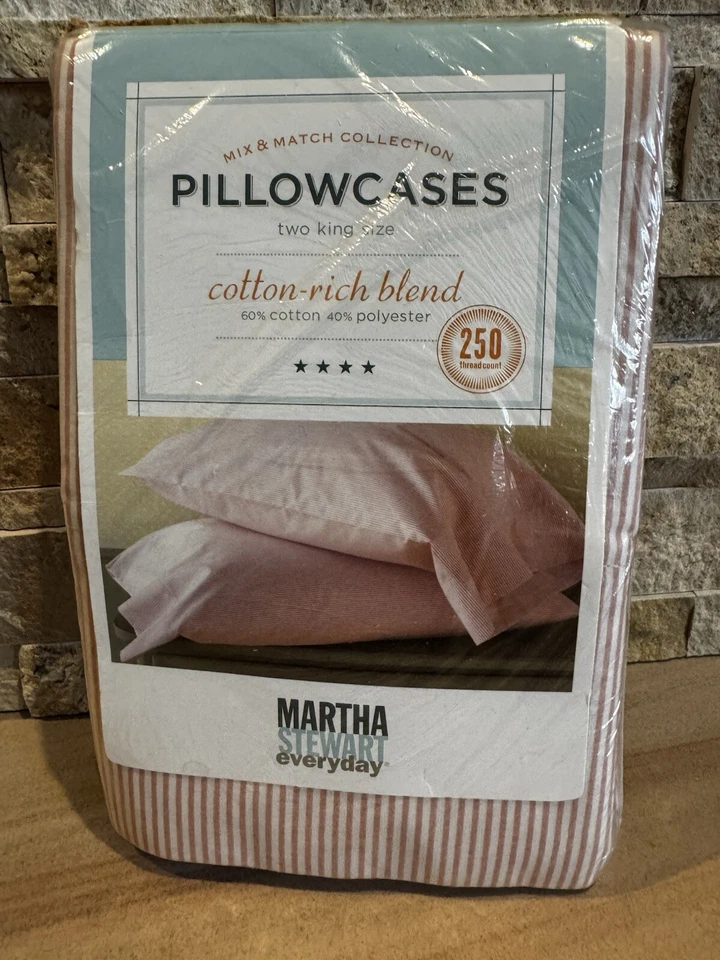 MIX & MATCH COLLECTION
PILLOWCASES
two king size
cotton-rich blend
60% cotton 40% polyester
250
thread count
★★★★
MARTHA
STEWART
everyday